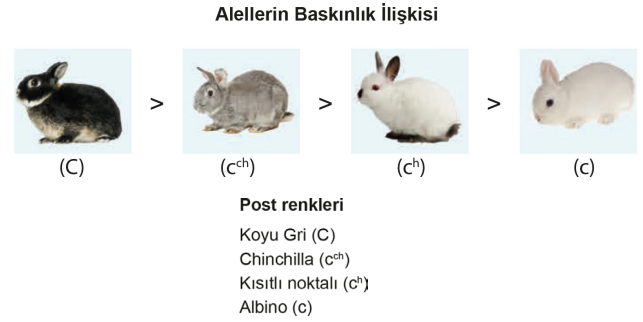 Alellerin Baskınlık İlişkisi
> > >
(C) (cᶜʰ) (cʰ) (c)
Post renkleri
Koyu Gri (C)
Chinchilla (cᶜʰ)
Kısıtlı noktalı (cʰ)
Albino (c)